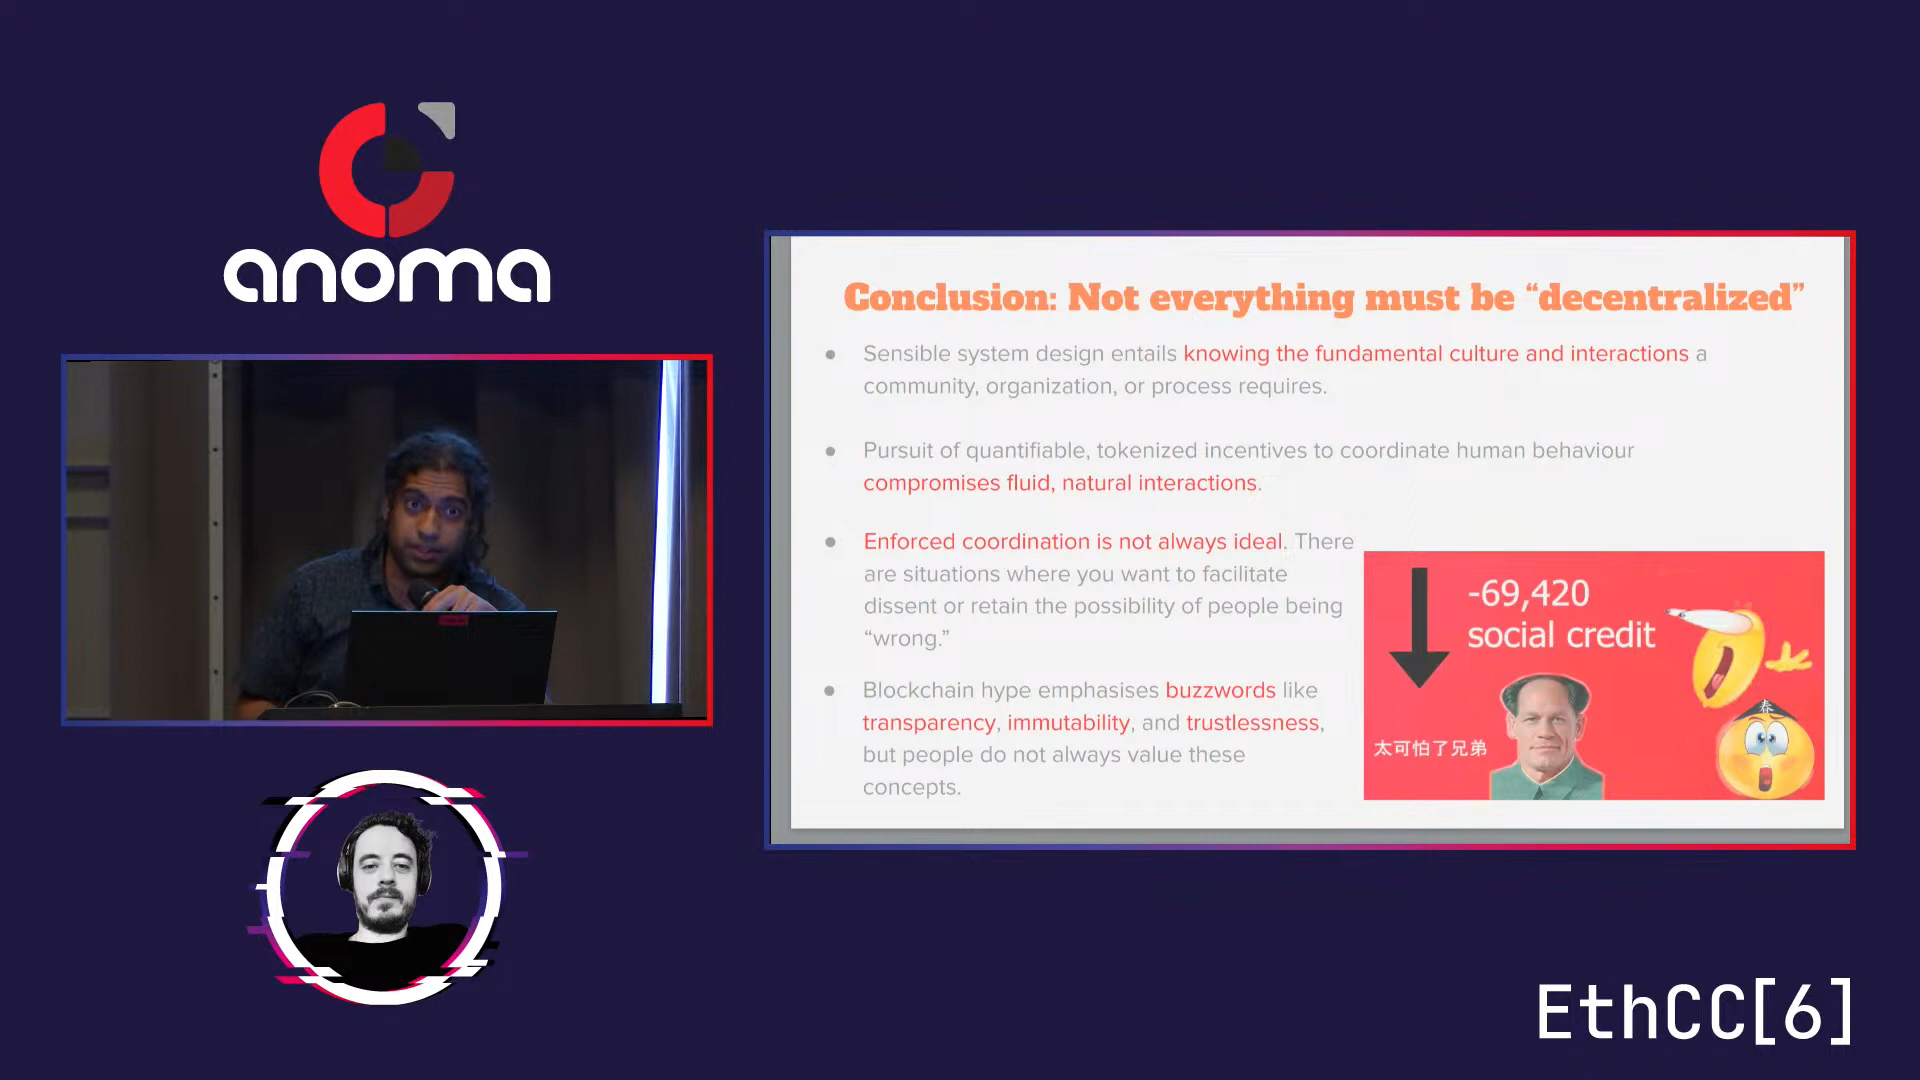 anoma
Conclusion: Not everything must be “decentralized”
● Sensible system design entails knowing the fundamental culture and interactions a
community, organization, or process requires.
● Pursuit of quantifiable, tokenized incentives to coordinate human behaviour
compromises fluid, natural interactions.
● Enforced coordination is not always ideal. There
are situations where you want to facilitate
dissent or retain the possibility of people being
“wrong.”
● Blockchain hype emphasises buzzwords like
transparency, immutability, and trustlessness,
but people do not always value these
concepts.
-69,420
social credit
春
太可怕了兄弟
EthCC[6]